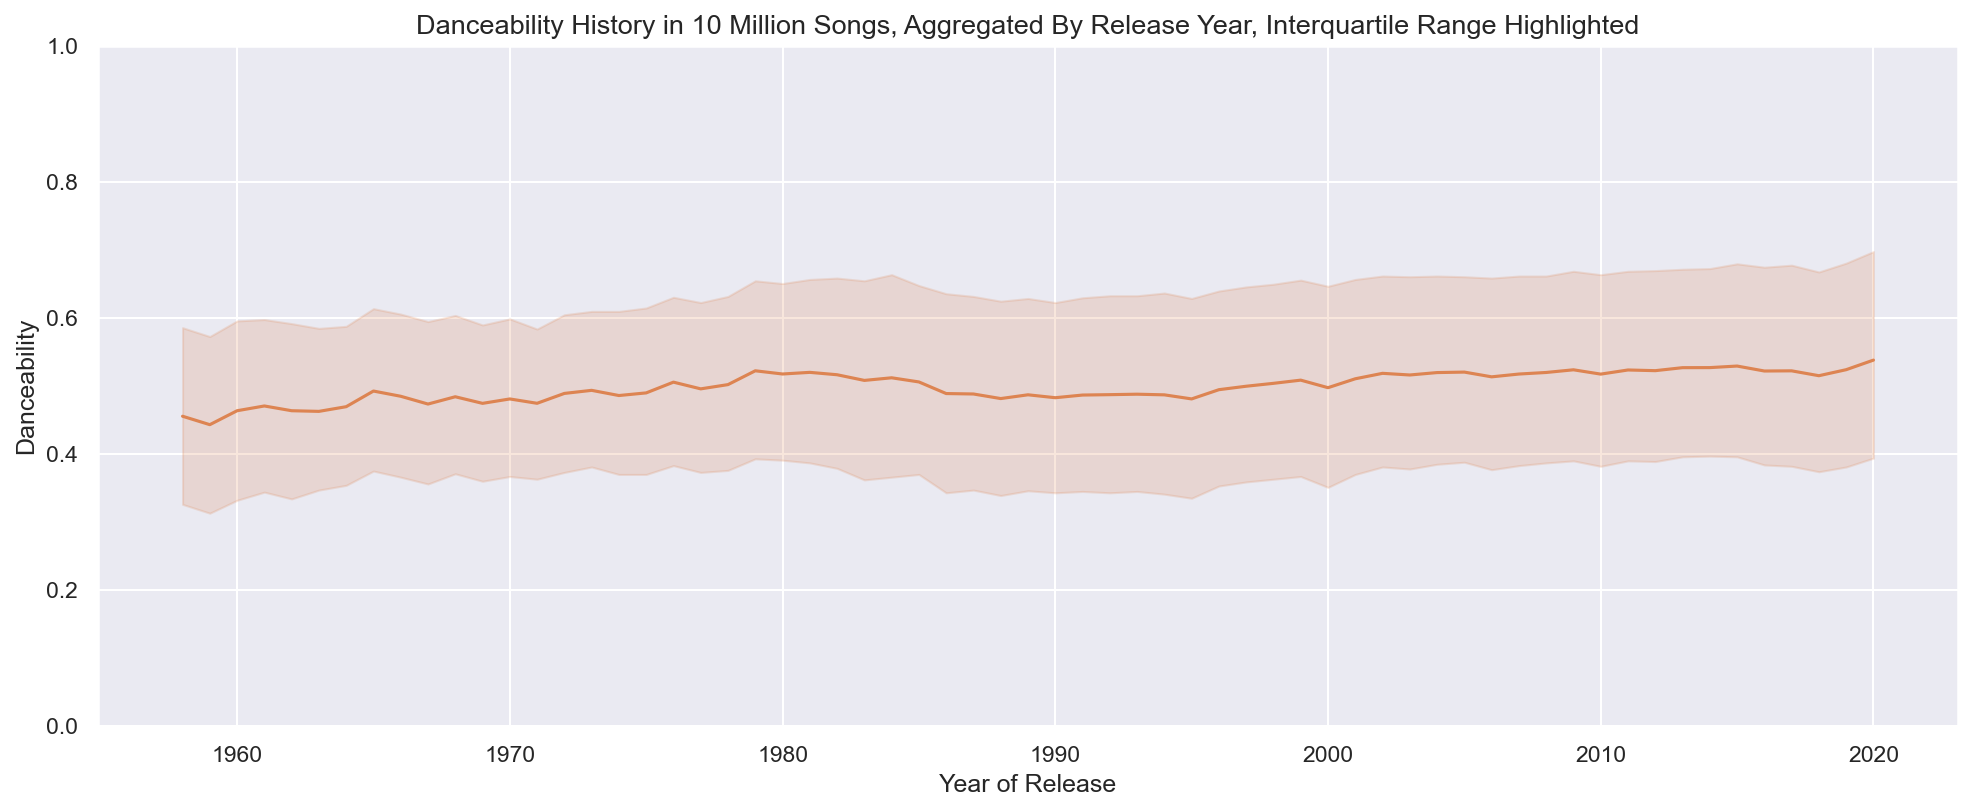 Danceability History in 10 Million Songs, Aggregated By Release Year, Interquartile Range Highlighted
1.0
0.8
0.6
0.4
0.2
0.0
Danceability
1960 1970 1980 1990 2000 2010 2020
Year of Release